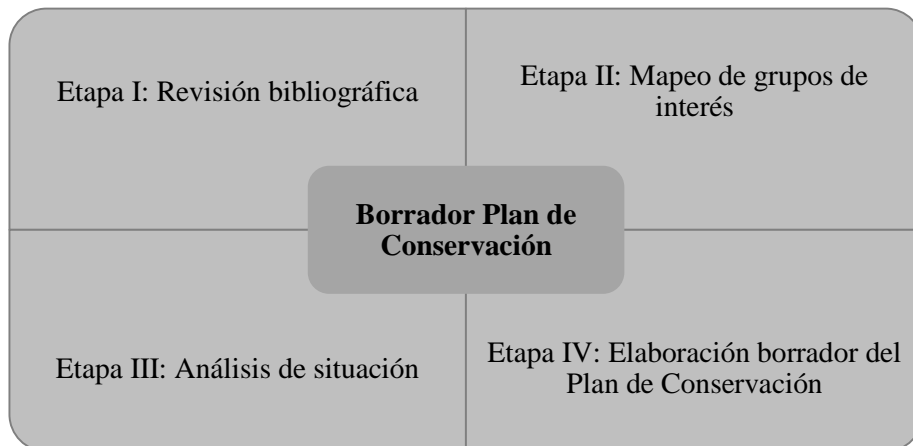 Etapa I: Revisión bibliográfica
Etapa II: Mapeo de grupos de
interés
Borrador Plan de
Conservación
Etapa III: Análisis de situación
Etapa IV: Elaboración borrador del
Plan de Conservación